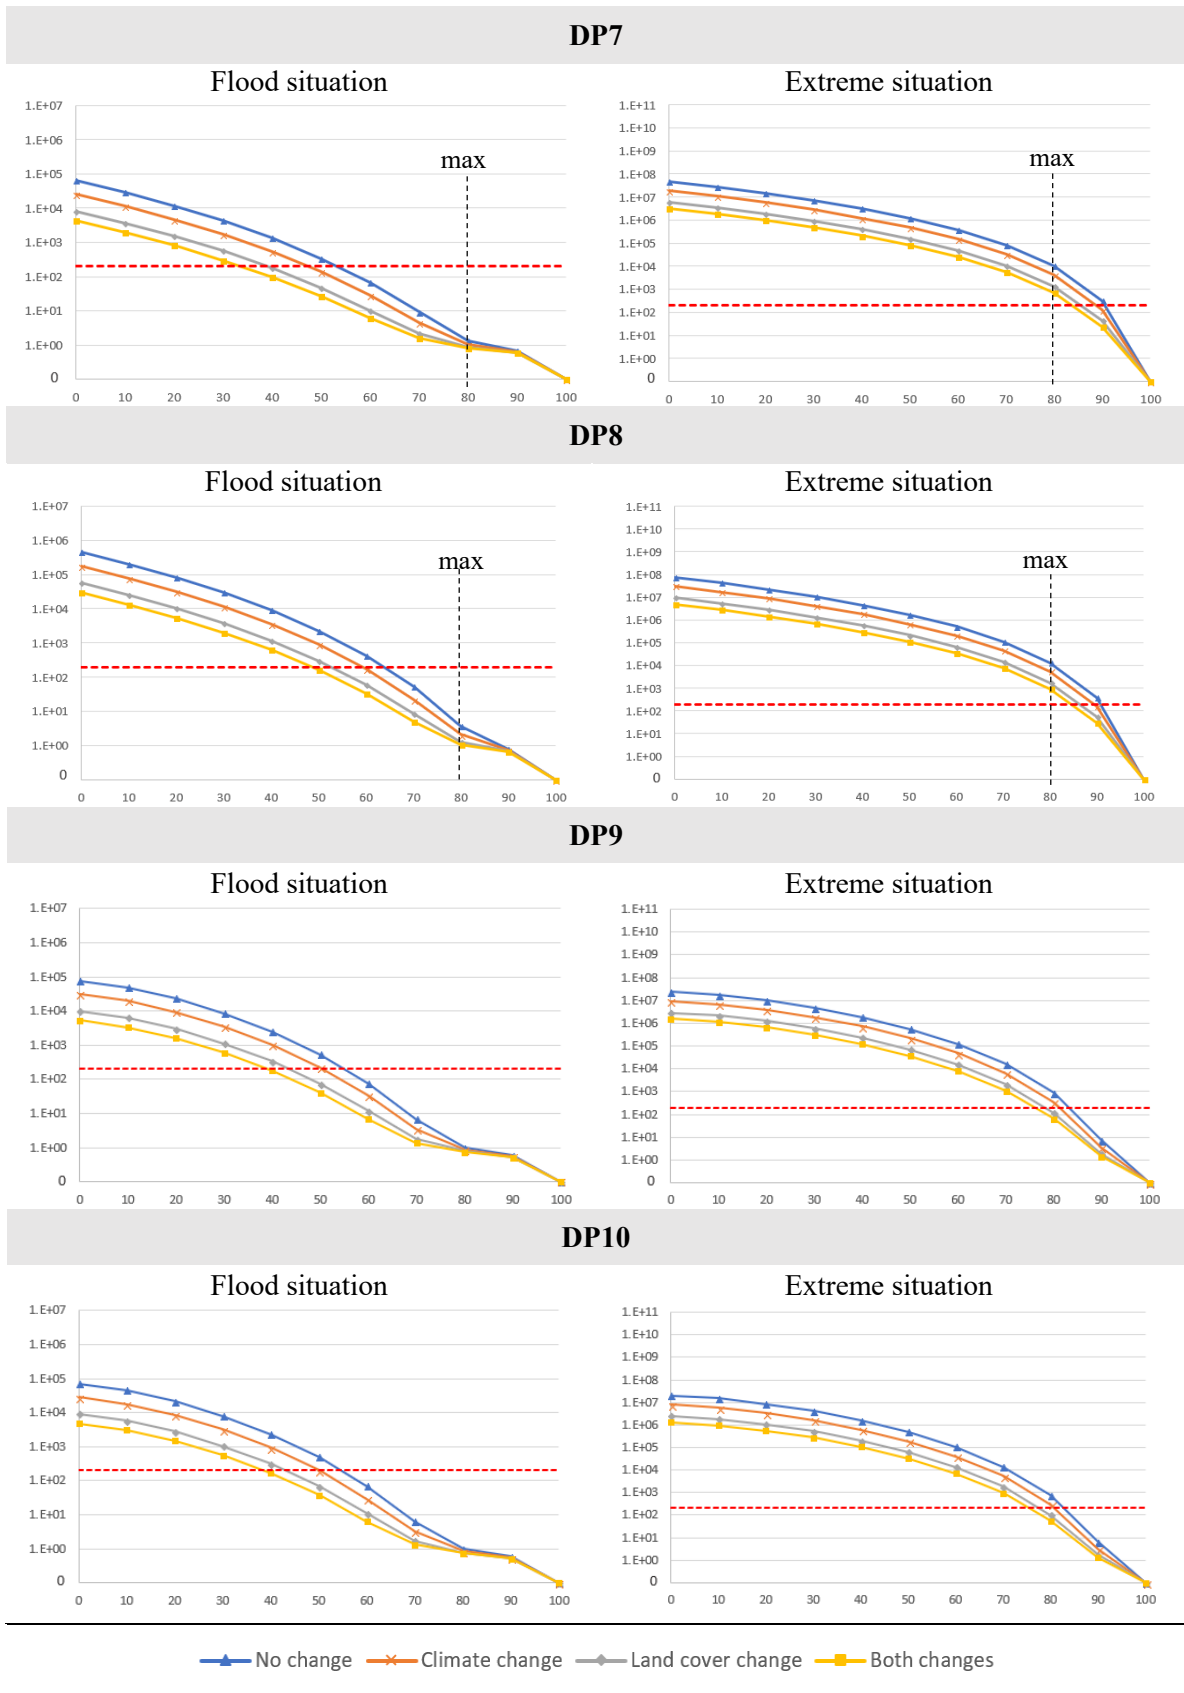 DP7
Flood situation
1.E+07
1.E+06
1.E+05
1.E+04
1.E+03
1.E+02
1.E+01
1.E+00
0
max
0 10 20 30 40 50 60 70 80 90 100
Extreme situation
1.E+11
1.E+10
1.E+09
1.E+08
1.E+07
1.E+06
1.E+05
1.E+04
1.E+03
1.E+02
1.E+01
1.E+00
0
max
0 10 20 30 40 50 60 70 80 90 100
DP8
Flood situation
1.E+07
1.E+06
1.E+05
1.E+04
1.E+03
1.E+02
1.E+01
1.E+00
0
max
0 10 20 30 40 50 60 70 80 90 100
Extreme situation
1.E+11
1.E+10
1.E+09
1.E+08
1.E+07
1.E+06
1.E+05
1.E+04
1.E+03
1.E+02
1.E+01
1.E+00
0
max
0 10 20 30 40 50 60 70 80 90 100
DP9
Flood situation
1.E+07
1.E+06
1.E+05
1.E+04
1.E+03
1.E+02
1.E+01
1.E+00
0
0 10 20 30 40 50 60 70 80 90 100
Extreme situation
1.E+11
1.E+10
1.E+09
1.E+08
1.E+07
1.E+06
1.E+05
1.E+04
1.E+03
1.E+02
1.E+01
1.E+00
0
0 10 20 30 40 50 60 70 80 90 100
DP10
Flood situation
1.E+07
1.E+06
1.E+05
1.E+04
1.E+03
1.E+02
1.E+01
1.E+00
0
0 10 20 30 40 50 60 70 80 90 100
Extreme situation
1.E+11
1.E+10
1.E+09
1.E+08
1.E+07
1.E+06
1.E+05
1.E+04
1.E+03
1.E+02
1.E+01
1.E+00
0
0 10 20 30 40 50 60 70 80 90 100
No change Climate change Land cover change Both changes